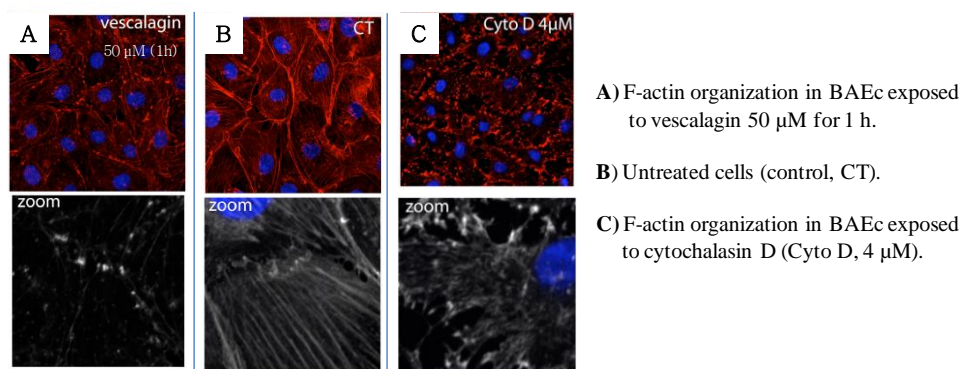 A
vescalagin
50 μM (1h)
B
CT
C
Cyto D 4μM
zoom
zoom
zoom
A) F-actin organization in BAEc exposed
to vescalagin 50 μM for 1 h.
B) Untreated cells (control, CT).
C) F-actin organization in BAEc exposed
to cytochalasin D (Cyto D, 4 μM).